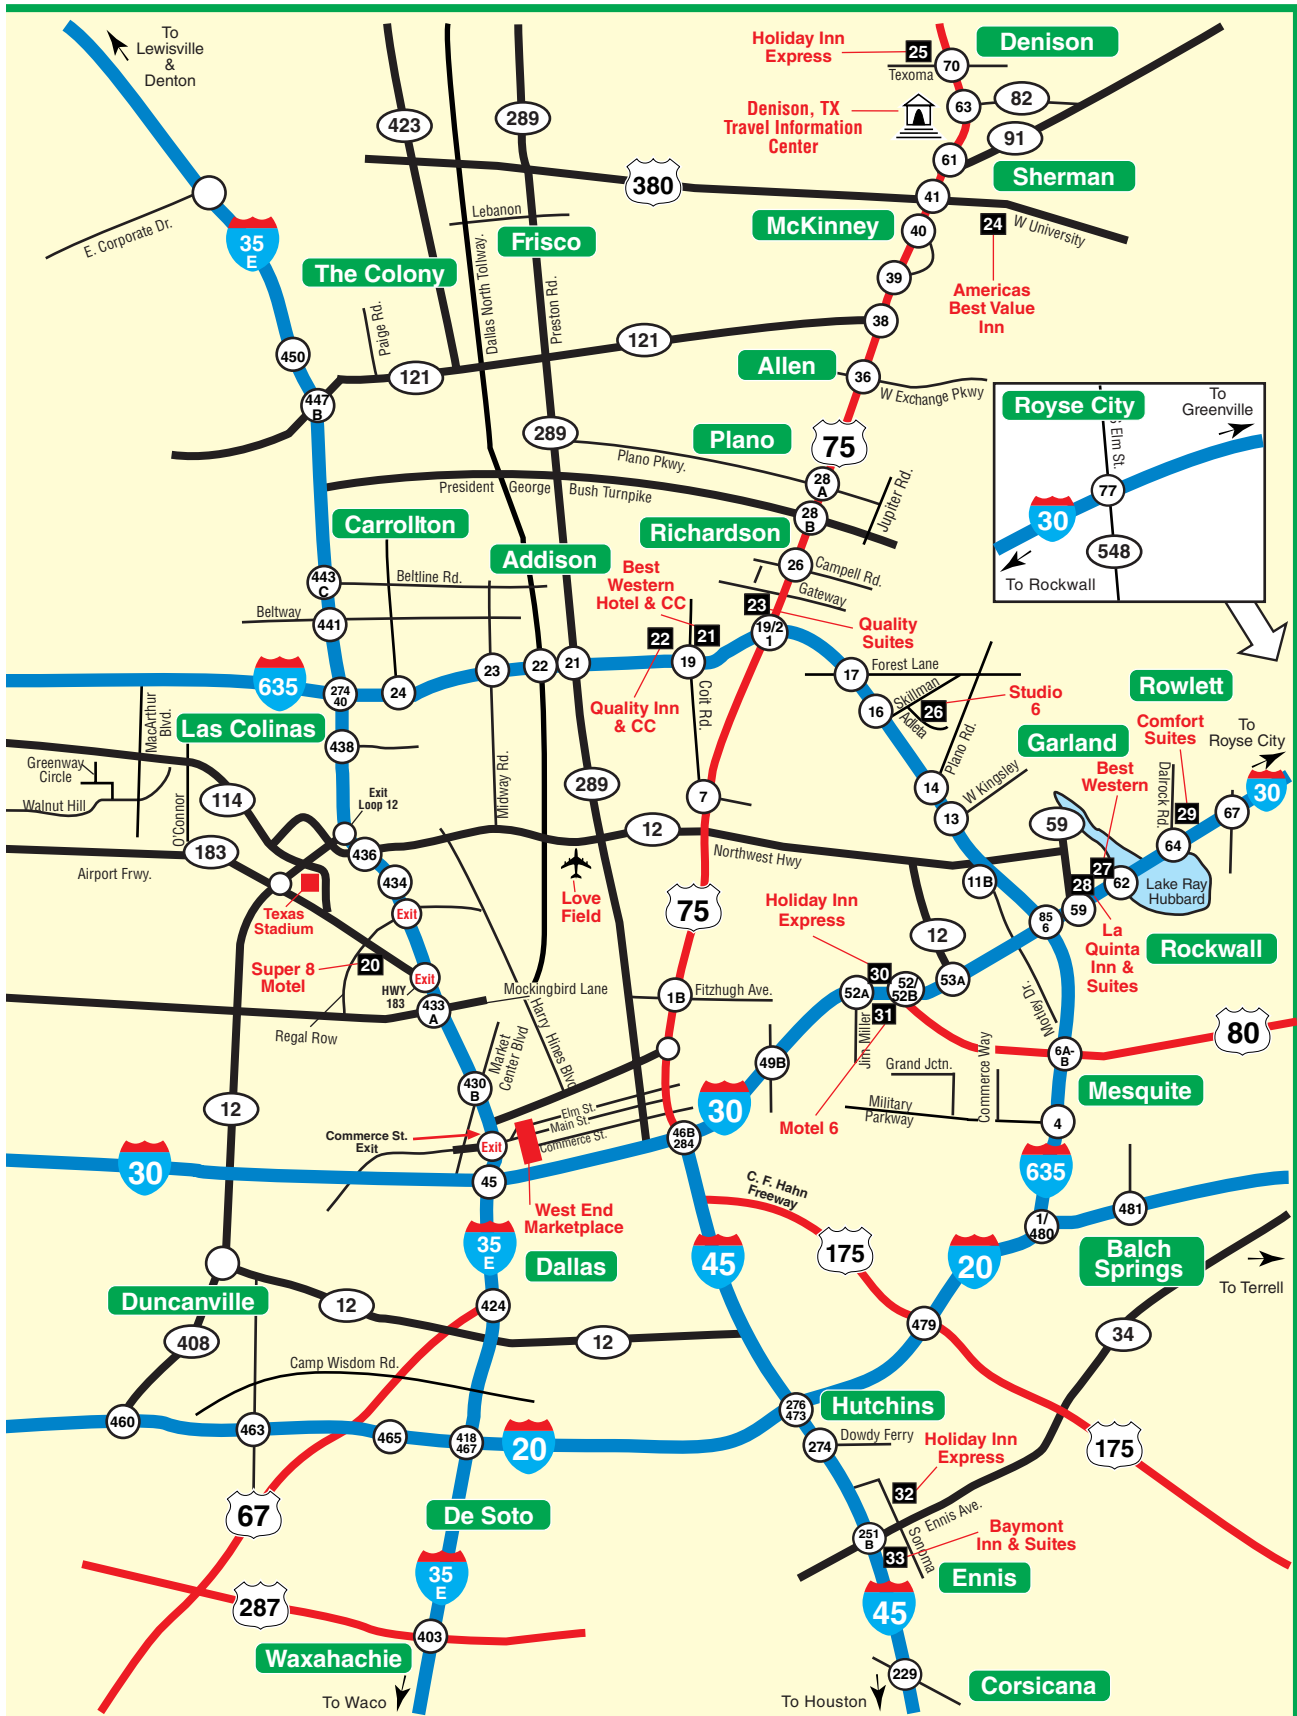 To
Lewisville
&
Denton
Holiday Inn
Express
25
Denison
70
Texoma
63
82
Denison, TX
Travel Information
Center
91
423
289
61
Sherman
380
41
McKinney
40
24
W University
Lebanon
E. Corporate Dr.
35
E
The Colony
Frisco
Dallas North Tollway.
Preston Rd.
39
Americas
Best Value
Inn
Paige Rd.
38
121
450
121
Allen
36
W Exchange Pkwy
447
B
Royse City
To
Greenville
S Elm St.
77
30
548
To Rockwall
289
Plano
75
Plano Pkwy.
28
A
Jupiter Rd.
President George Bush Turnpike
28
B
Carrollton
Richardson
Addison
26
Campell Rd.
Gateway
Best
Western
Hotel & CC
443
C
Beltline Rd.
Beltway
441
23
Quality
Suites
22
21
19/2
1
635
274
40
24
23
22
21
19
17
Forest Lane
Skillman
16
Adleta
26
Studio
6
Rowlett
Las Colinas
MacArthur
Blvd.
438
Quality Inn
& CC
Coit Rd.
Plano Rd.
Garland
Comfort
Suites
To
Royse City
Greenway
Circle
Walnut Hill
O'Connor
114
Exit
Loop 12
Midway Rd.
289
7
14
W Kingsley
13
Best
Western
Dalrock Rd.
29
67
30
59
64
183
Airport Frwy.
436
12
Northwest Hwy
434
Love
Field
11B
27
28
62
Lake Ray
Hubbard
59
Texas
Stadium
Exit
75
Holiday Inn
Express
12
85
6
La
Quinta
Inn &
Suites
Rockwall
Super 8
Motel
20
Exit
HWY
183
433
A
Mockingbird Lane
Harry Hines Blvd.
1B
Fitzhugh Ave.
30
52A
52/
52B
53A
31
Motley Dr.
80
Regal Row
Market
Center Blvd
430
B
49B
Jim Miller
Grand Jctn.
Commerce Way
6A-
B
Mesquite
12
Military
Parkway
30
Elm St.
Main St.
Commerce St.
Commerce St.
Exit
Exit
46B
284
Motel 6
4
30
45
635
West End
Marketplace
C. F. Hahn
Freeway
481
1/
480
35
E
Dallas
45
175
20
Balch
Springs
To Terrell
Duncanville
12
424
479
408
12
34
Camp Wisdom Rd.
460
463
465
418
467
20
276
473
Hutchins
274
Dowdy Ferry
Holiday Inn
Express
175
67
De Soto
32
Ennis Ave.
251
B
Sonoma
33
Baymont
Inn & Suites
35
E
Ennis
287
45
403
Waxahachie
To Waco
229
To Houston
Corsicana